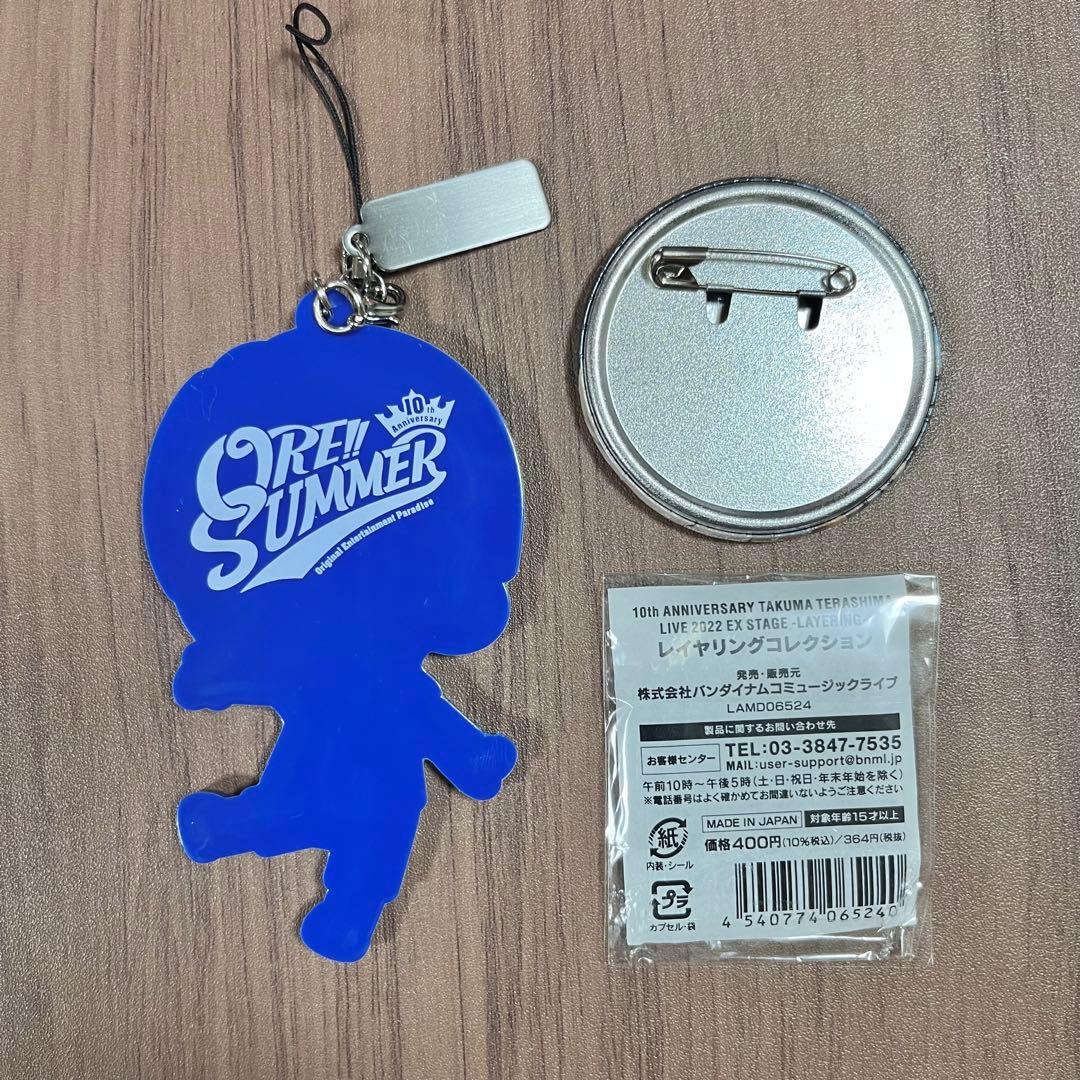 10th
Anniversary
ORE!!
SUMMER
Original Entertainment Paradise
10th ANNIVERSARY TAKUMA TERASHIMA
LIVE 2022 EX STAGE -LAYERING-
レイヤリングコレクション
発売・販売元
株式会社バンダイナムコミュージックライブ
LAMD06524
製品に関するお問い合わせ先
お客様センター TEL:03-3847-7535
MAIL:user-support@bnml.jp
午前10時～午後5時(土・日・祝日・年末年始を除く)
※電話番号はよく確かめてお間違いないようご注意ください
MADE IN JAPAN 対象年齢15才以上
価格400円(10%税込)/364円(税抜)
紙
内装・シール
プラ
カプセル・袋
4 540774 065240